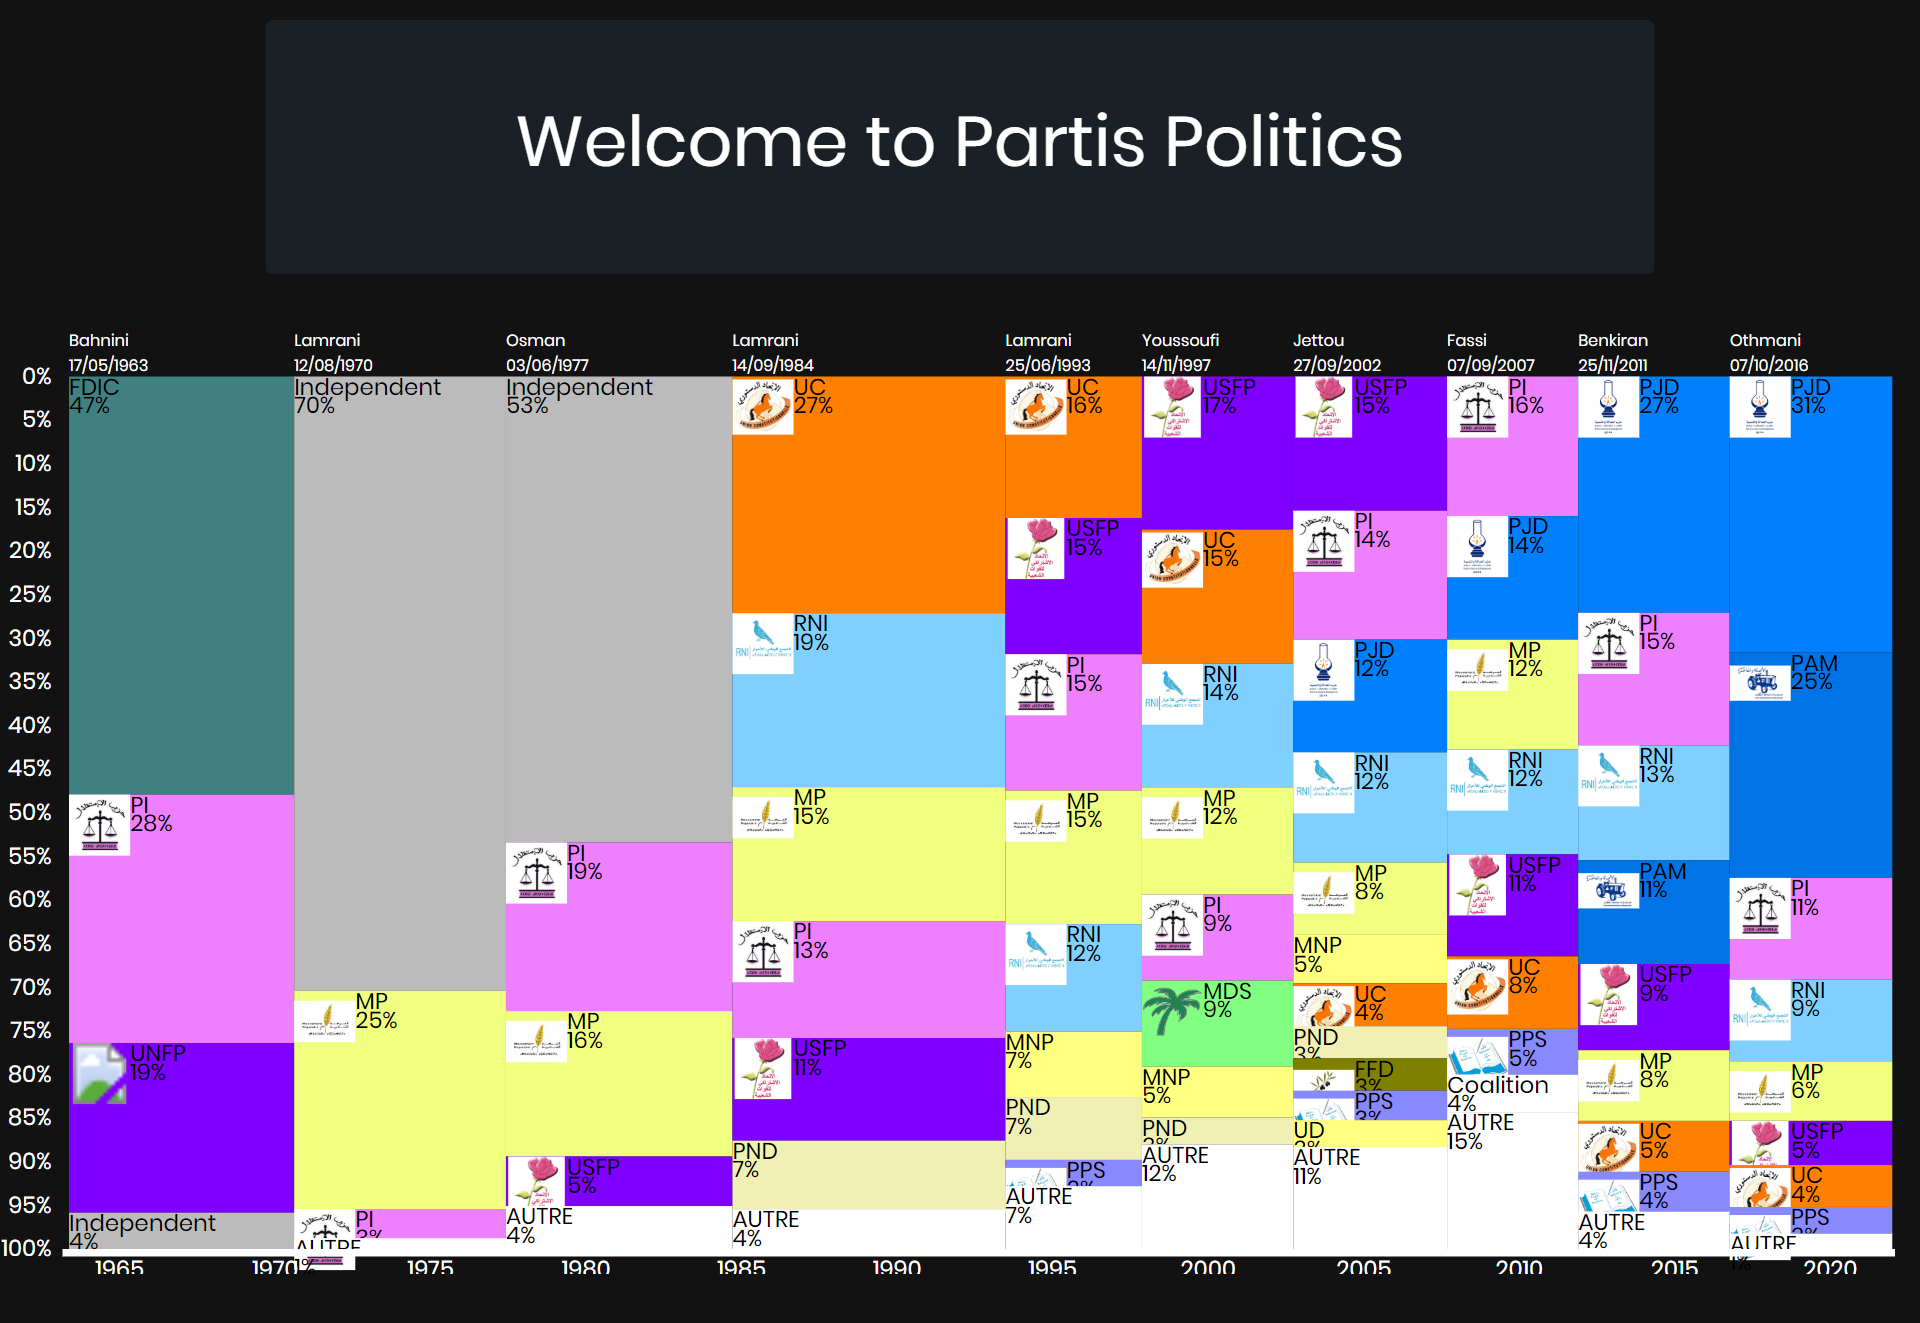 Welcome to Partis Politics
Bahnini
17/05/1963
Lamrani
12/08/1970
Osman
03/06/1977
Lamrani
14/09/1984
Lamrani
25/06/1993
Youssoufi
14/11/1997
Jettou
27/09/2002
Fassi
07/09/2007
Benkiran
25/11/2011
Othmani
07/10/2016
0%
5%
10%
15%
20%
25%
30%
35%
40%
45%
50%
55%
60%
65%
70%
75%
80%
85%
90%
95%
100%
FDIC
47%
PI
28%
UNFP
19%
Independent
4%
Independent
70%
MP
25%
PI
AUTRE
1%
Independent
53%
PI
19%
MP
16%
USFP
5%
AUTRE
4%
UC
27%
RNI
19%
MP
15%
PI
13%
USFP
11%
PND
7%
AUTRE
4%
UC
16%
USFP
15%
PI
15%
MP
15%
RNI
12%
MNP
7%
PND
7%
PPS
AUTRE
7%
USFP
17%
UC
15%
RNI
14%
MP
12%
PI
9%
MDS
9%
MNP
5%
PND
AUTRE
12%
USFP
15%
PI
14%
PJD
12%
RNI
12%
MP
8%
MNP
5%
UC
4%
PND
3%
FFD
3%
PPS
3%
UD
AUTRE
11%
PI
16%
PJD
14%
MP
12%
RNI
12%
USFP
11%
UC
8%
PPS
5%
Coalition
4%
AUTRE
15%
PJD
27%
PI
15%
RNI
13%
PAM
11%
USFP
9%
MP
8%
UC
5%
PPS
4%
AUTRE
4%
PJD
31%
PAM
25%
PI
11%
RNI
9%
MP
6%
USFP
5%
UC
4%
PPS
AUTRE
1%
1965
1970
1975
1980
1985
1990
1995
2000
2005
2010
2015
2020